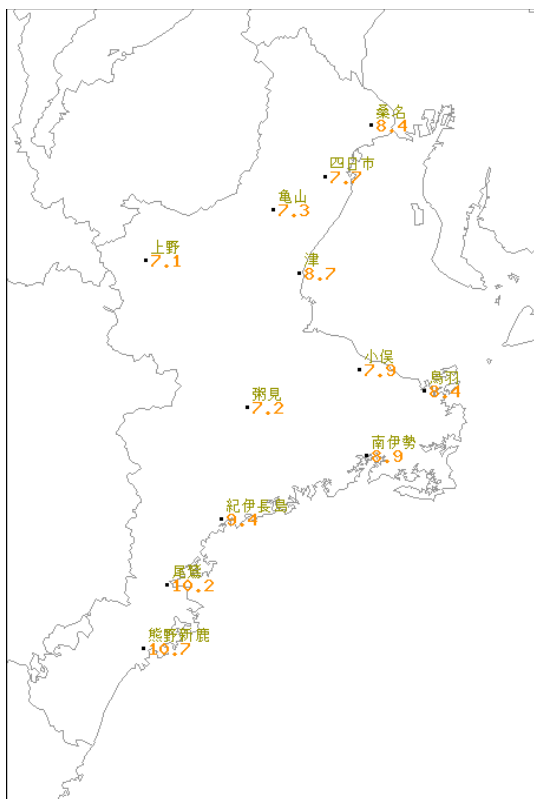 桑名
8.4
四日市
7.7
亀山
7.3
上野
7.1
津
8.7
小俣
7.9
鳥羽
8.4
粥見
7.2
南伊勢
8.9
紀伊長島
9.4
尾鷲
10.2
熊野新鹿
10.7